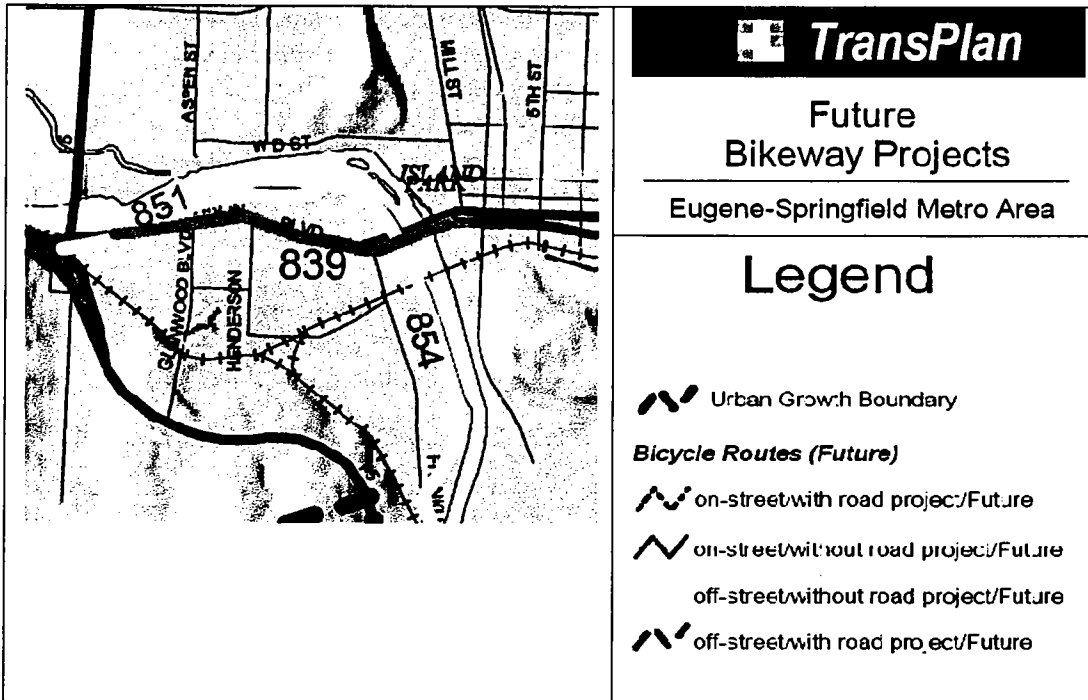 ASPEN ST
MILL ST
5TH ST
W D ST
ISLAND
PARK
851
BLVD
839
GLENWOOD BLVD
HENDERSON
854
TransPlan
Future
Bikeway Projects
Eugene-Springfield Metro Area
Legend
Urban Growth Boundary
Bicycle Routes (Future)
on-street/with road project/Future
on-street/without road project/Future
off-street/without road project/Future
off-street/with road project/Future